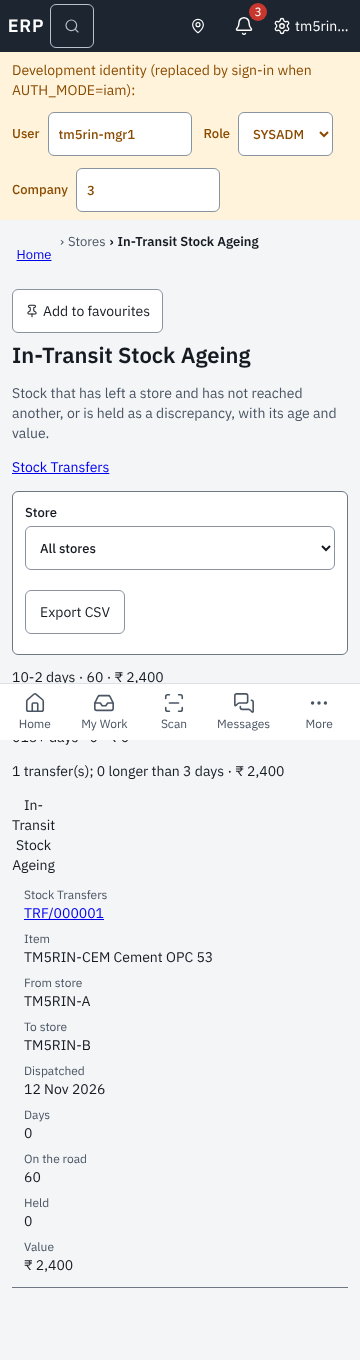 ERP
3
tm5rin...
Development identity (replaced by sign-in when
AUTH_MODE=iam):
User tm5rin-mgr1 Role SYSADM
Company 3
Home › Stores › In-Transit Stock Ageing
Add to favourites
In-Transit Stock Ageing
Stock that has left a store and has not reached
another, or is held as a discrepancy, with its age and
value.
Stock Transfers
Store
All stores
Export CSV
10-2 days · 60 · ₹ 2,400
Home My Work Scan Messages More
1 transfer(s); 0 longer than 3 days · ₹ 2,400
In-
Transit
Stock
Ageing
Stock Transfers
TRF/000001
Item
TM5RIN-CEM Cement OPC 53
From store
TM5RIN-A
To store
TM5RIN-B
Dispatched
12 Nov 2026
Days
0
On the road
60
Held
0
Value
₹ 2,400